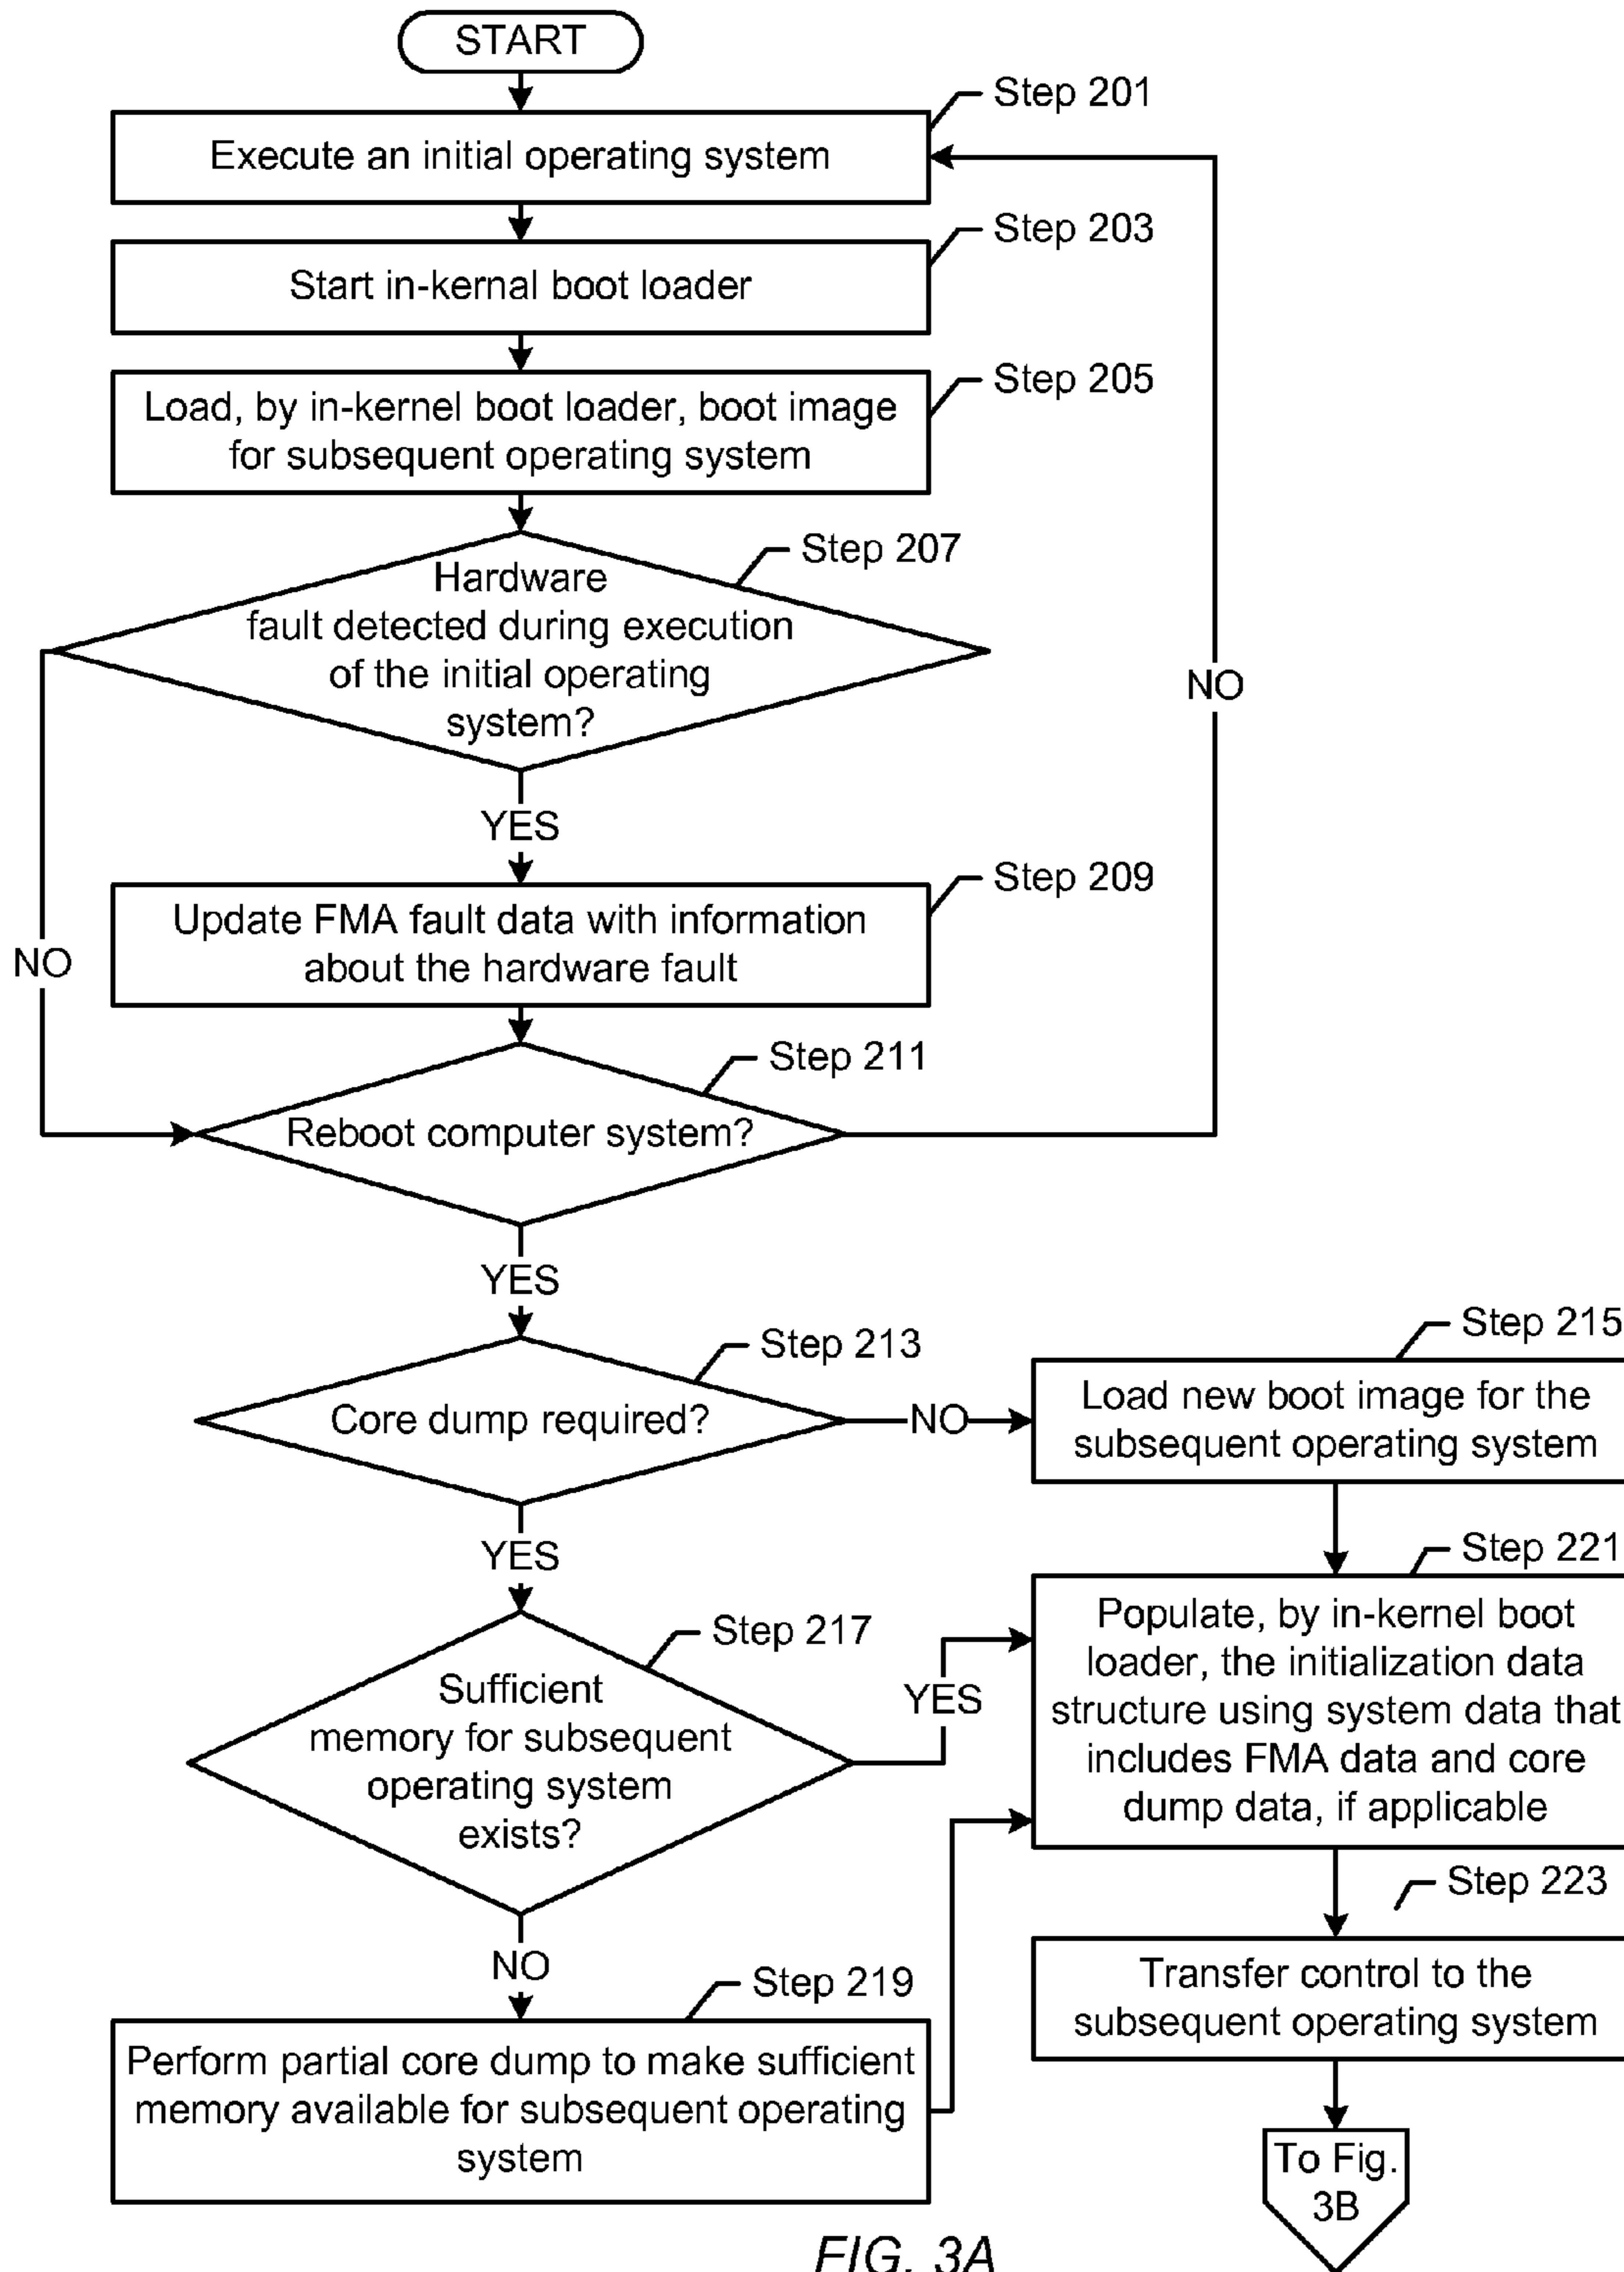 START
Step 201
Execute an initial operating system
Step 203
Start in-kernal boot loader
Step 205
Load, by in-kernel boot loader, boot image
for subsequent operating system
Step 207
Hardware
fault detected during execution
of the initial operating
system?
NO
YES
Step 209
Update FMA fault data with information
about the hardware fault
NO
Step 211
Reboot computer system?
YES
Step 213
Core dump required?
NO
Step 215
Load new boot image for the
subsequent operating system
YES
Step 217
Sufficient
memory for subsequent
operating system
exists?
YES
Step 221
Populate, by in-kernel boot
loader, the initialization data
structure using system data that
includes FMA data and core
dump data, if applicable
NO
Step 219
Perform partial core dump to make sufficient
memory available for subsequent operating
system
Step 223
Transfer control to the
subsequent operating system
To Fig.
3B
FIG. 3A